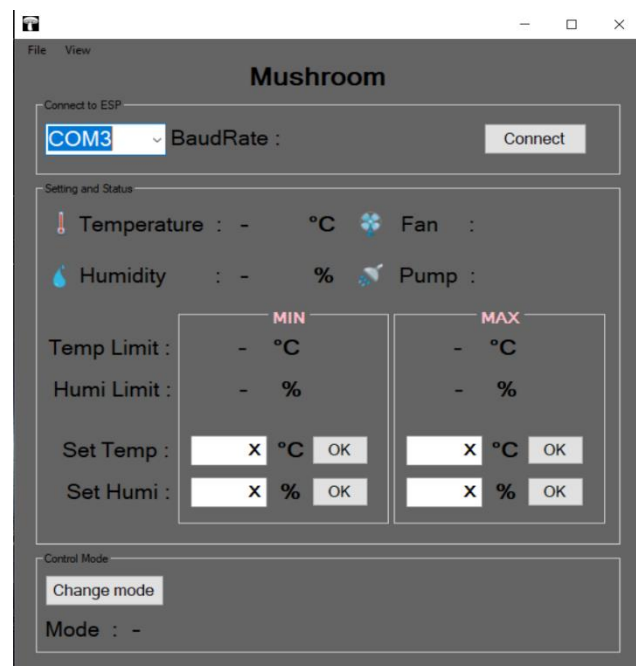 File View
Mushroom
Connect to ESP
COM3 BaudRate : Connect
Setting and Status
Temperature : - °C Fan :
Humidity : - % Pump :
MIN MAX
Temp Limit : - °C - °C
Humi Limit : - % - %
Set Temp : X °C OK X °C OK
Set Humi : X % OK X % OK
Control Mode
Change mode
Mode : -